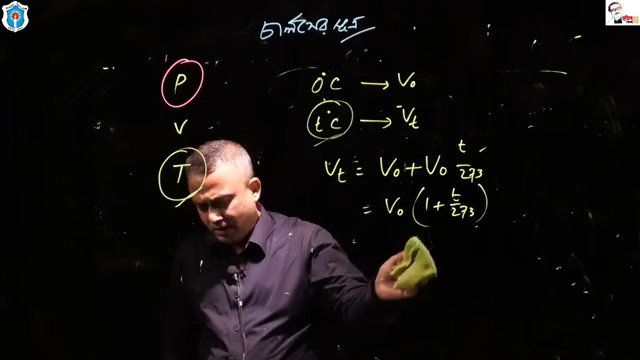 চার্লসের সূত্র
P
V
T
0°C → V₀
t°C → Vₜ
Vₜ = V₀ + V₀ t/273
= V₀ (1 + t/273)